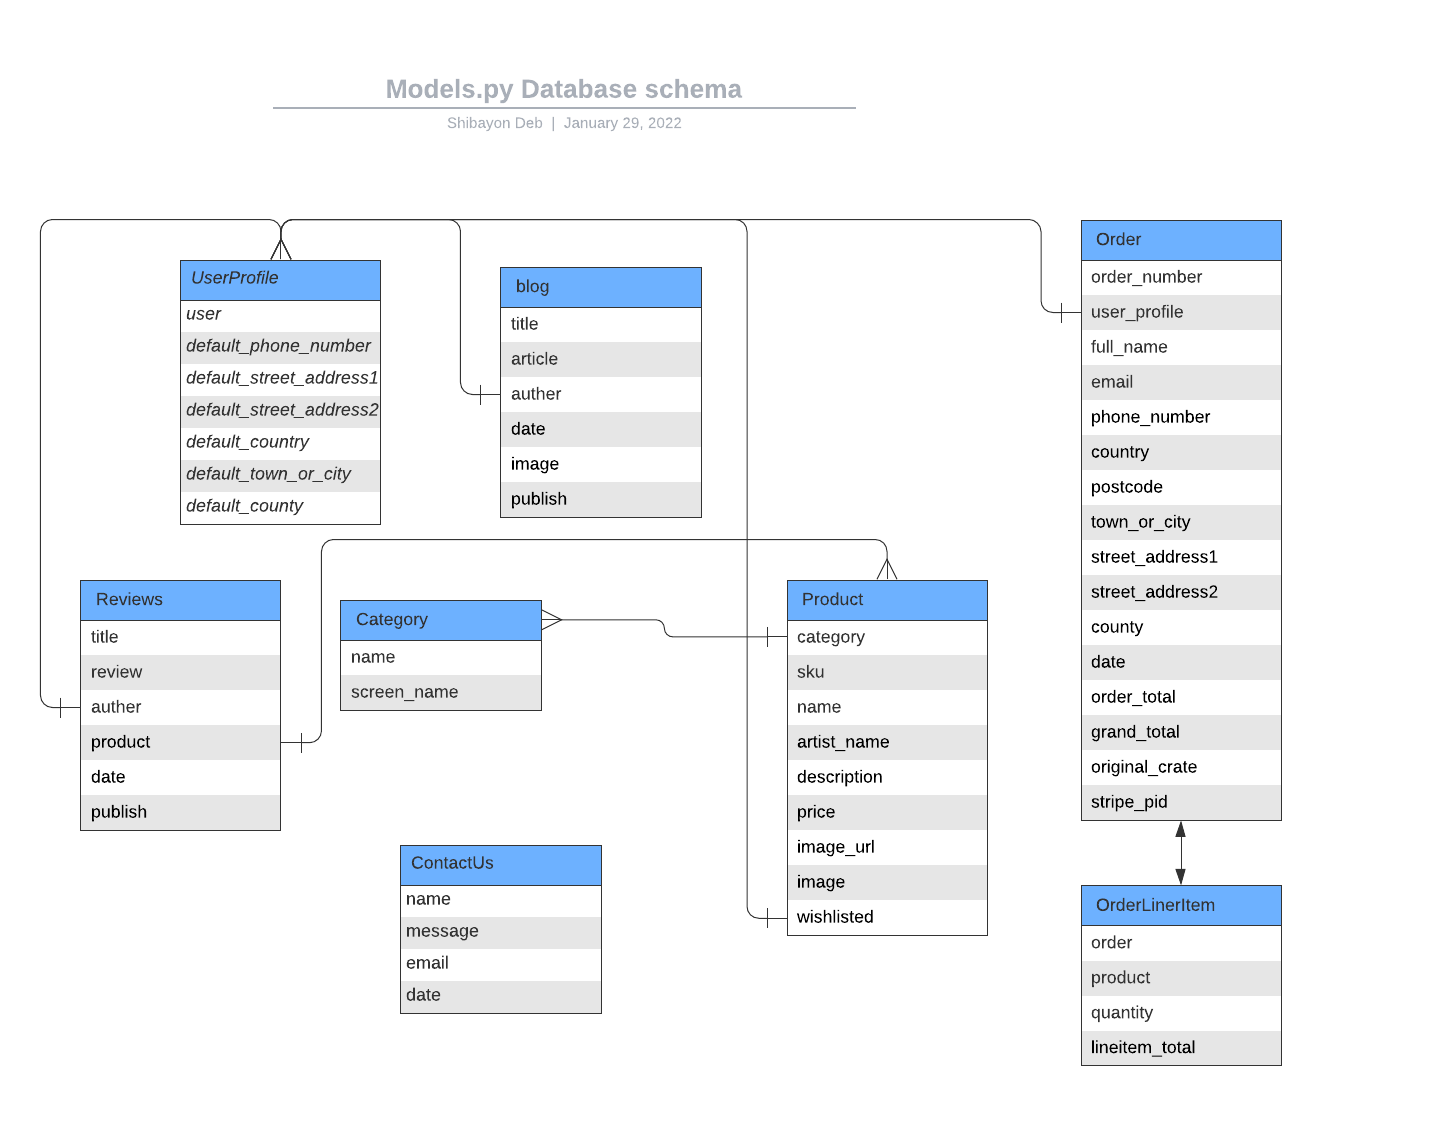 Models.py Database schema
Shibayon Deb | January 29, 2022
UserProfile
user
default_phone_number
default_street_address1
default_street_address2
default_country
default_town_or_city
default_county
blog
title
article
auther
date
image
publish
Order
order_number
user_profile
full_name
email
phone_number
country
postcode
town_or_city
street_address1
street_address2
county
date
order_total
grand_total
original_crate
stripe_pid
Reviews
title
review
auther
product
date
publish
Category
name
screen_name
Product
category
sku
name
artist_name
description
price
image_url
image
wishlisted
ContactUs
name
message
email
date
OrderLinerItem
order
product
quantity
lineitem_total